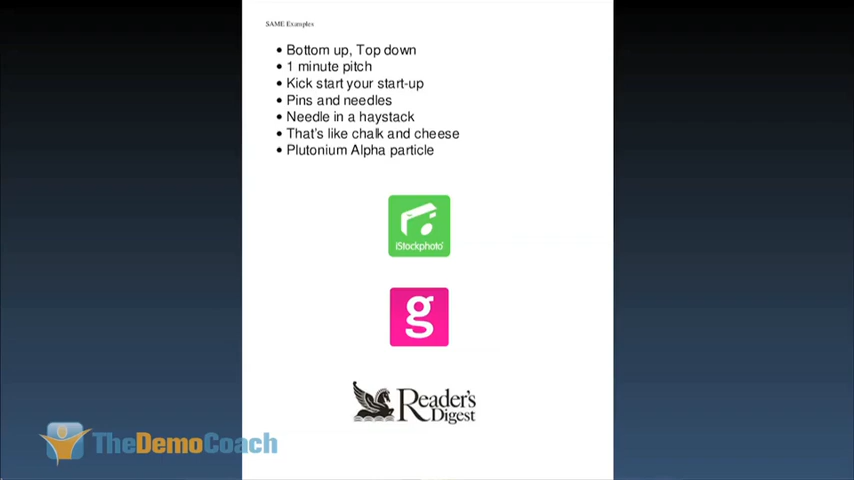 SAME Examples
• Bottom up, Top down
• 1 minute pitch
• Kick start your start-up
• Pins and needles
• Needle in a haystack
• That's like chalk and cheese
• Plutonium Alpha particle
iStockphoto
g
Reader's
Digest
TheDemoCoach